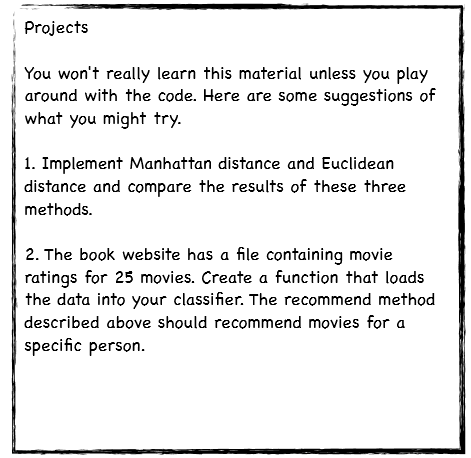 Projects
You won't really learn this material unless you play
around with the code. Here are some suggestions of
what you might try.
1. Implement Manhattan distance and Euclidean
distance and compare the results of these three
methods.
2. The book website has a file containing movie
ratings for 25 movies. Create a function that loads
the data into your classifier. The recommend method
described above should recommend movies for a
specific person.